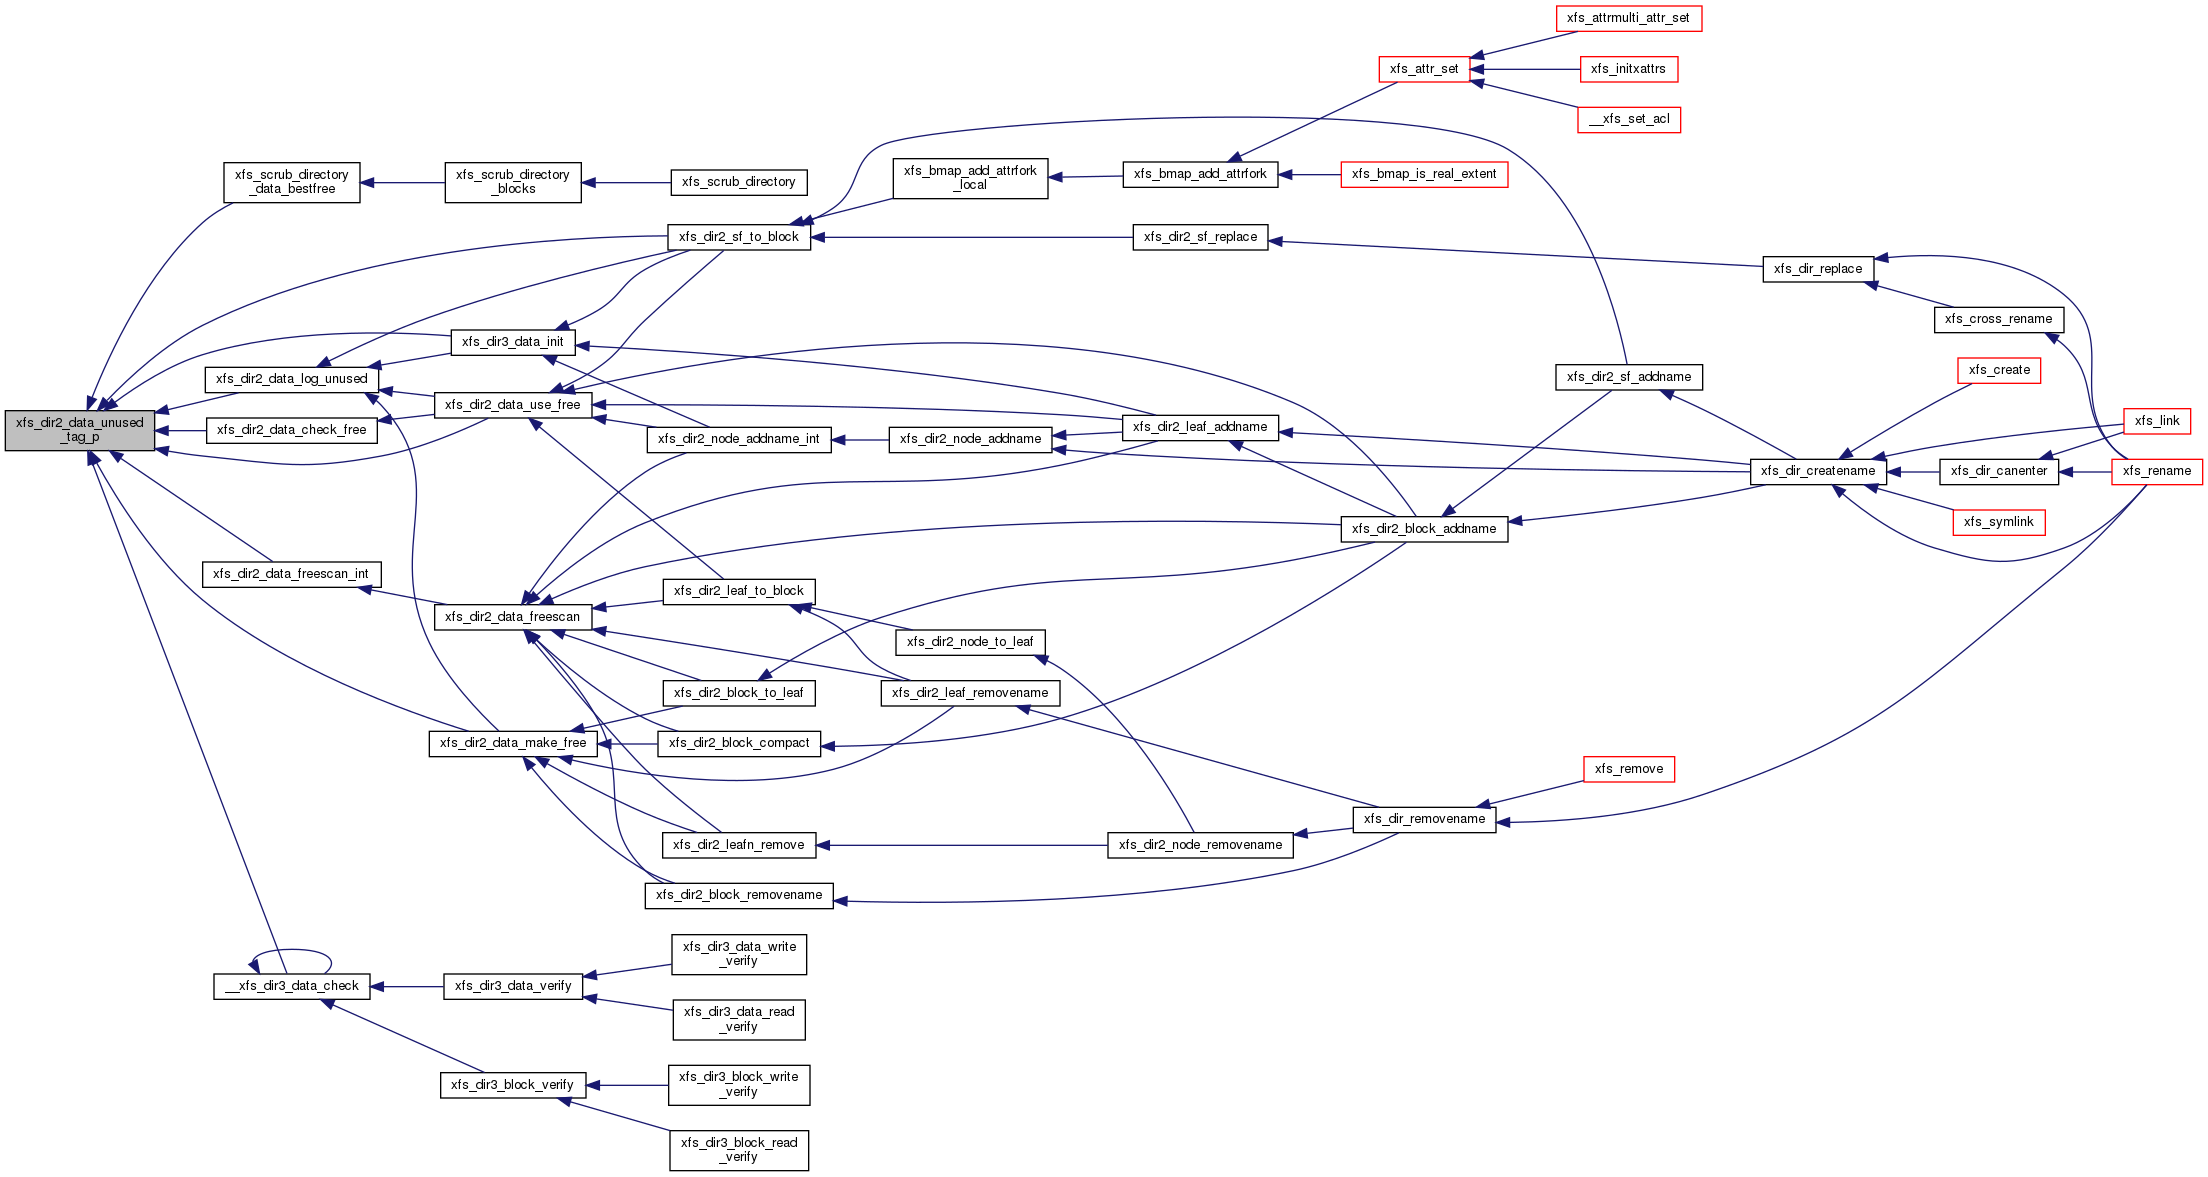 xfs_attrmulti_attr_set
xfs_attr_set
xfs_initxattrs
__xfs_set_acl
xfs_scrub_directory
_data_bestfree
xfs_scrub_directory
_blocks
xfs_scrub_directory
xfs_bmap_add_attrfork
_local
xfs_bmap_add_attrfork
xfs_bmap_is_real_extent
xfs_dir2_sf_to_block
xfs_dir2_sf_replace
xfs_dir_replace
xfs_cross_rename
xfs_dir3_data_init
xfs_dir2_data_log_unused
xfs_dir2_sf_addname
xfs_create
xfs_dir2_data_use_free
xfs_dir2_data_unused
_tag_p
xfs_dir2_data_check_free
xfs_dir2_node_addname_int
xfs_dir2_node_addname
xfs_dir2_leaf_addname
xfs_link
xfs_dir_createname
xfs_dir_canenter
xfs_rename
xfs_dir2_block_addname
xfs_symlink
xfs_dir2_data_freescan_int
xfs_dir2_data_freescan
xfs_dir2_leaf_to_block
xfs_dir2_node_to_leaf
xfs_dir2_block_to_leaf
xfs_dir2_leaf_removename
xfs_dir2_data_make_free
xfs_dir2_block_compact
xfs_remove
xfs_dir_removename
xfs_dir2_leafn_remove
xfs_dir2_node_removename
xfs_dir2_block_removename
xfs_dir3_data_write
_verify
__xfs_dir3_data_check
xfs_dir3_data_verify
xfs_dir3_data_read
_verify
xfs_dir3_block_verify
xfs_dir3_block_write
_verify
xfs_dir3_block_read
_verify